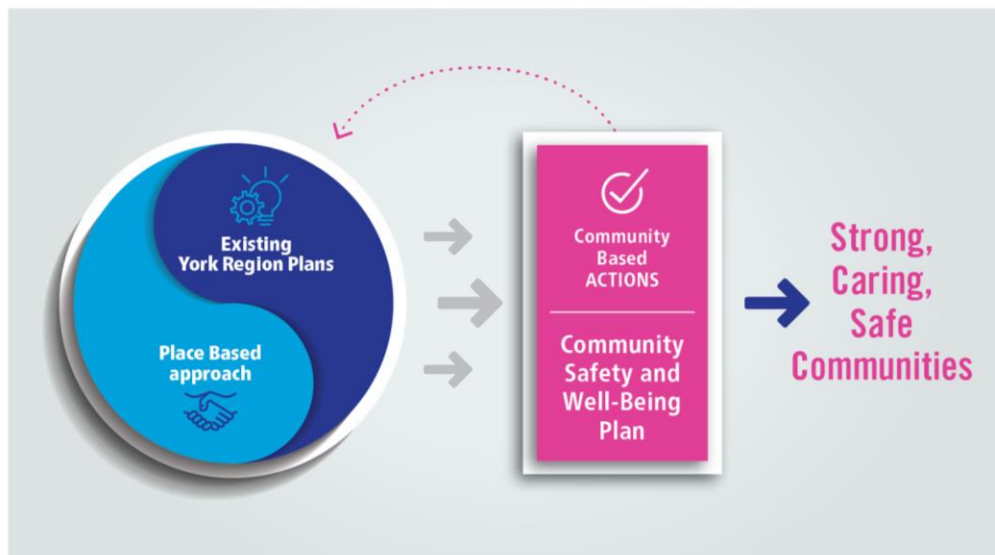 Existing
York Region Plans
Place Based
approach
Community
Based
ACTIONS
Community
Safety and
Well-Being
Plan
Strong,
Caring,
Safe
Communities